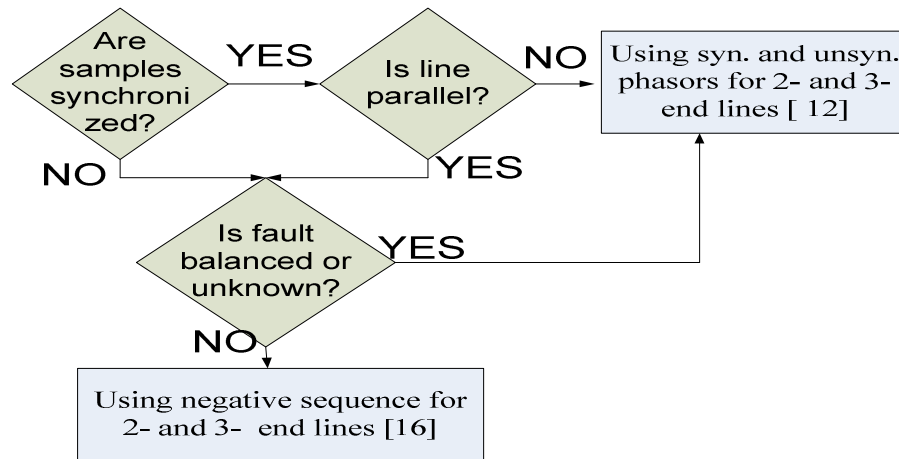 Are
samples
synchroni
zed?
YES
Is line
parallel?
NO
Using syn. and unsyn.
phasors for 2- and 3-
end lines [ 12]
NO
YES
Is fault
balanced or
unknown?
YES
NO
Using negative sequence for
2- and 3- end lines [16]